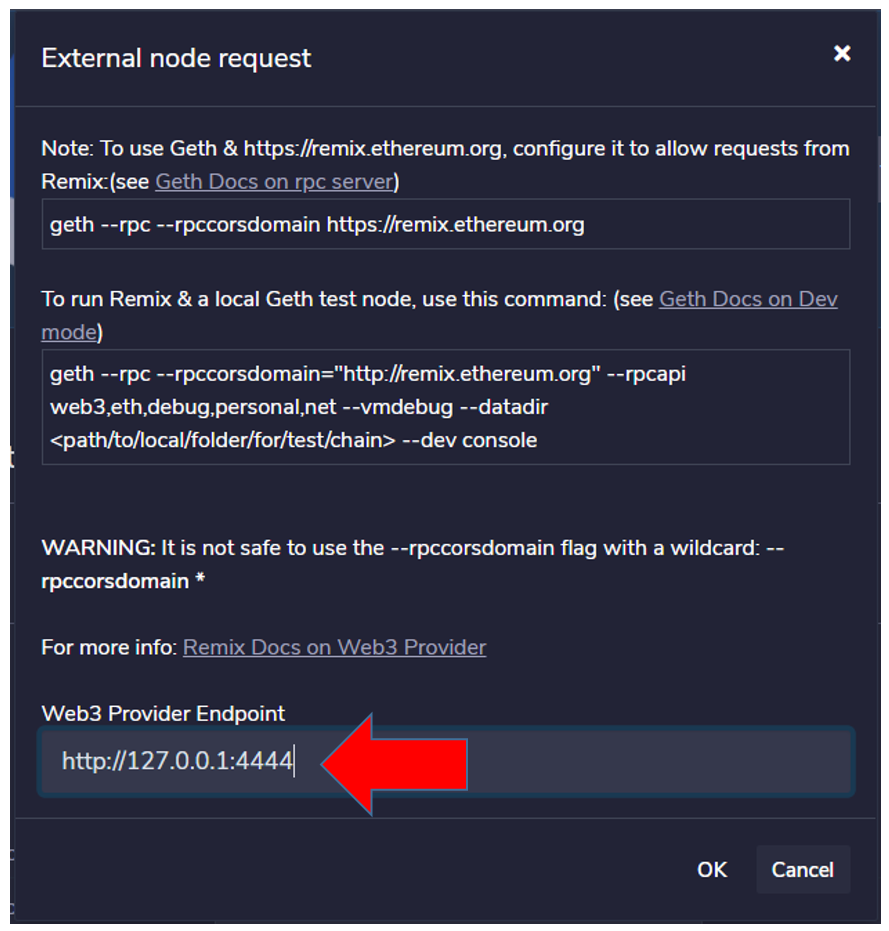 External node request
Note: To use Geth & https://remix.ethereum.org, configure it to allow requests from
Remix:(see Geth Docs on rpc server)
geth --rpc --rpccorsdomain https://remix.ethereum.org
To run Remix & a local Geth test node, use this command: (see Geth Docs on Dev
mode)
geth --rpc --rpccorsdomain="http://remix.ethereum.org" --rpcapi
web3,eth,debug,personal,net --vmdebug --datadir
<path/to/local/folder/for/test/chain> --dev console
WARNING: It is not safe to use the --rpccorsdomain flag with a wildcard: --
rpccorsdomain *
For more info: Remix Docs on Web3 Provider
Web3 Provider Endpoint
http://127.0.0.1:4444
OK Cancel